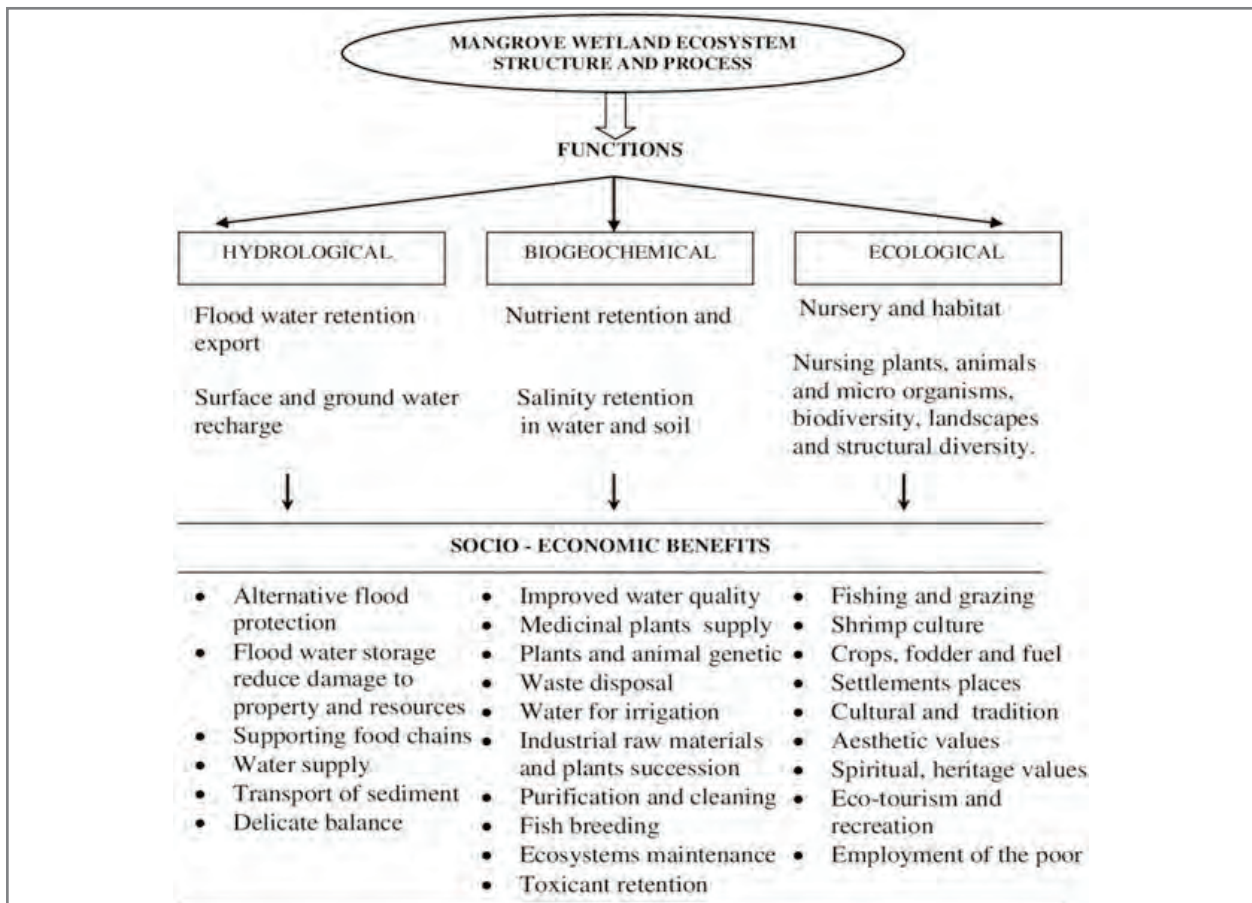 MANGROVE WETLAND ECOSYSTEM
STRUCTURE AND PROCESS
FUNCTIONS
HYDROLOGICAL
Flood water retention
export
Surface and ground water
recharge
BIOGEOCHEMICAL
Nutrient retention and
Salinity retention
in water and soil
ECOLOGICAL
Nursery and habitat
Nursing plants, animals
and micro organisms,
biodiversity, landscapes
and structural diversity.
SOCIO - ECONOMIC BENEFITS
• Alternative flood
protection
• Flood water storage
reduce damage to
property and resources
• Supporting food chains
• Water supply
• Transport of sediment
• Delicate balance
• Improved water quality
• Medicinal plants supply
• Plants and animal genetic
• Waste disposal
• Water for irrigation
• Industrial raw materials
and plants succession
• Purification and cleaning
• Fish breeding
• Ecosystems maintenance
• Toxicant retention
• Fishing and grazing
• Shrimp culture
• Crops, fodder and fuel
• Settlements places
• Cultural and tradition
• Aesthetic values
• Spiritual, heritage values
• Eco-tourism and
recreation
• Employment of the poor